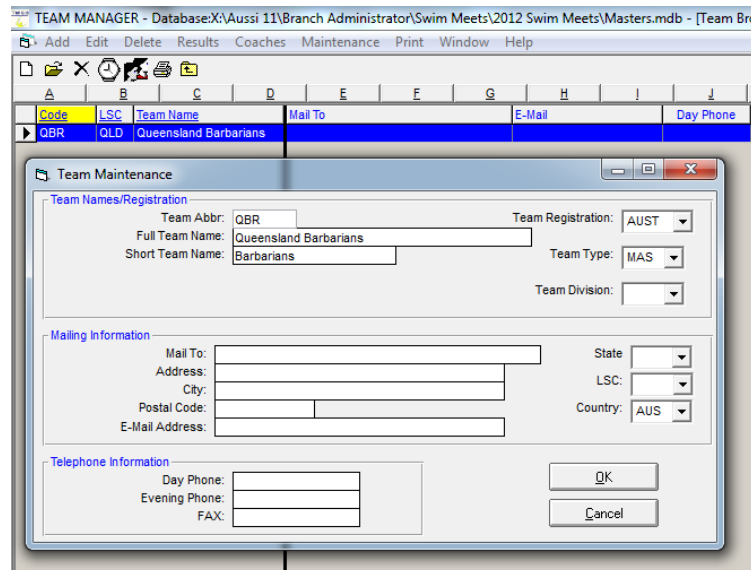 TEAM MANAGER - Database:X:\Aussi 11\Branch Administrator\Swim Meets\2012 Swim Meets\Masters.mdb - [Team Br
Add Edit Delete Results Coaches Maintenance Print Window Help
A B C D E F G H I J
Code LSC Team Name Mail To E-Mail Day Phone
QBR QLD Queensland Barbarians
Team Maintenance
Team Names/Registration
Team Abbr: QBR Team Registration: AUST
Full Team Name: Queensland Barbarians
Short Team Name: Barbarians Team Type: MAS
Team Division:
Mailing Information
Mail To: State
Address:
LSC:
City:
Postal Code: Country: AUS
E-Mail Address:
Telephone Information
Day Phone: OK
Evening Phone:
FAX: Cancel